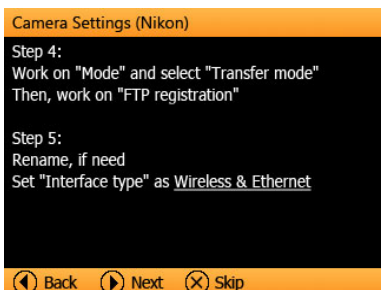 Camera Settings (Nikon)
Step 4:
Work on "Mode" and select "Transfer mode"
Then, work on "FTP registration"
Step 5:
Rename, if need
Set "Interface type" as Wireless & Ethernet
Back Next Skip